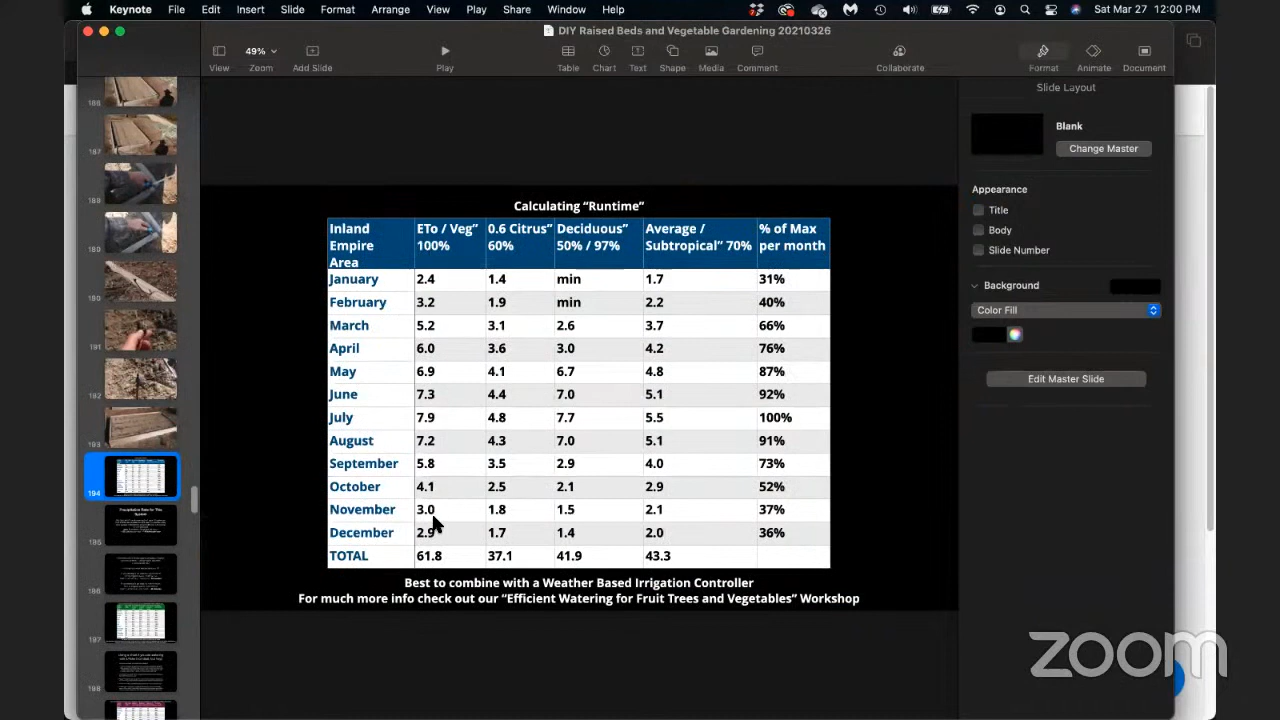 Keynote File Edit Insert Slide Format Arrange View Play Share Window Help Sat Mar 27 12:00 PM
DIY Raised Beds and Vegetable Gardening 20210326
49%
View Zoom Add Slide Play Table Chart Text Shape Media Comment Collaborate Format Animate Document
Slide Layout
Blank
Change Master
Appearance
Title
Body
Slide Number
Background
Color Fill
Edit Master Slide
187
189
191
193
194
Calculating “Runtime”
Inland Empire Area ETo / Veg” 100% 0.6 Citrus” 60% Deciduous” 50% / 97% Average / Subtropical” 70% % of Max per month
January 2.4 1.4 min 1.7 31%
February 3.2 1.9 min 2.2 40%
March 5.2 3.1 2.6 3.7 66%
April 6.0 3.6 3.0 4.2 76%
May 6.9 4.1 6.7 4.8 87%
June 7.3 4.4 7.0 5.1 92%
July 7.9 4.8 7.7 5.5 100%
August 7.2 4.3 7.0 5.1 91%
September 5.8 3.5 4.0 73%
October 4.1 2.5 2.1 2.9 52%
November 3.0 1.8 1.5 2.1 37%
December 2.9 1.7 1.4 2.0 36%
TOTAL 61.8 37.1 43.3
Best to combine with a Weather Based Irrigation Controller
For much more info check out our “Efficient Watering for Fruit Trees and Vegetables” Workshop
zoom